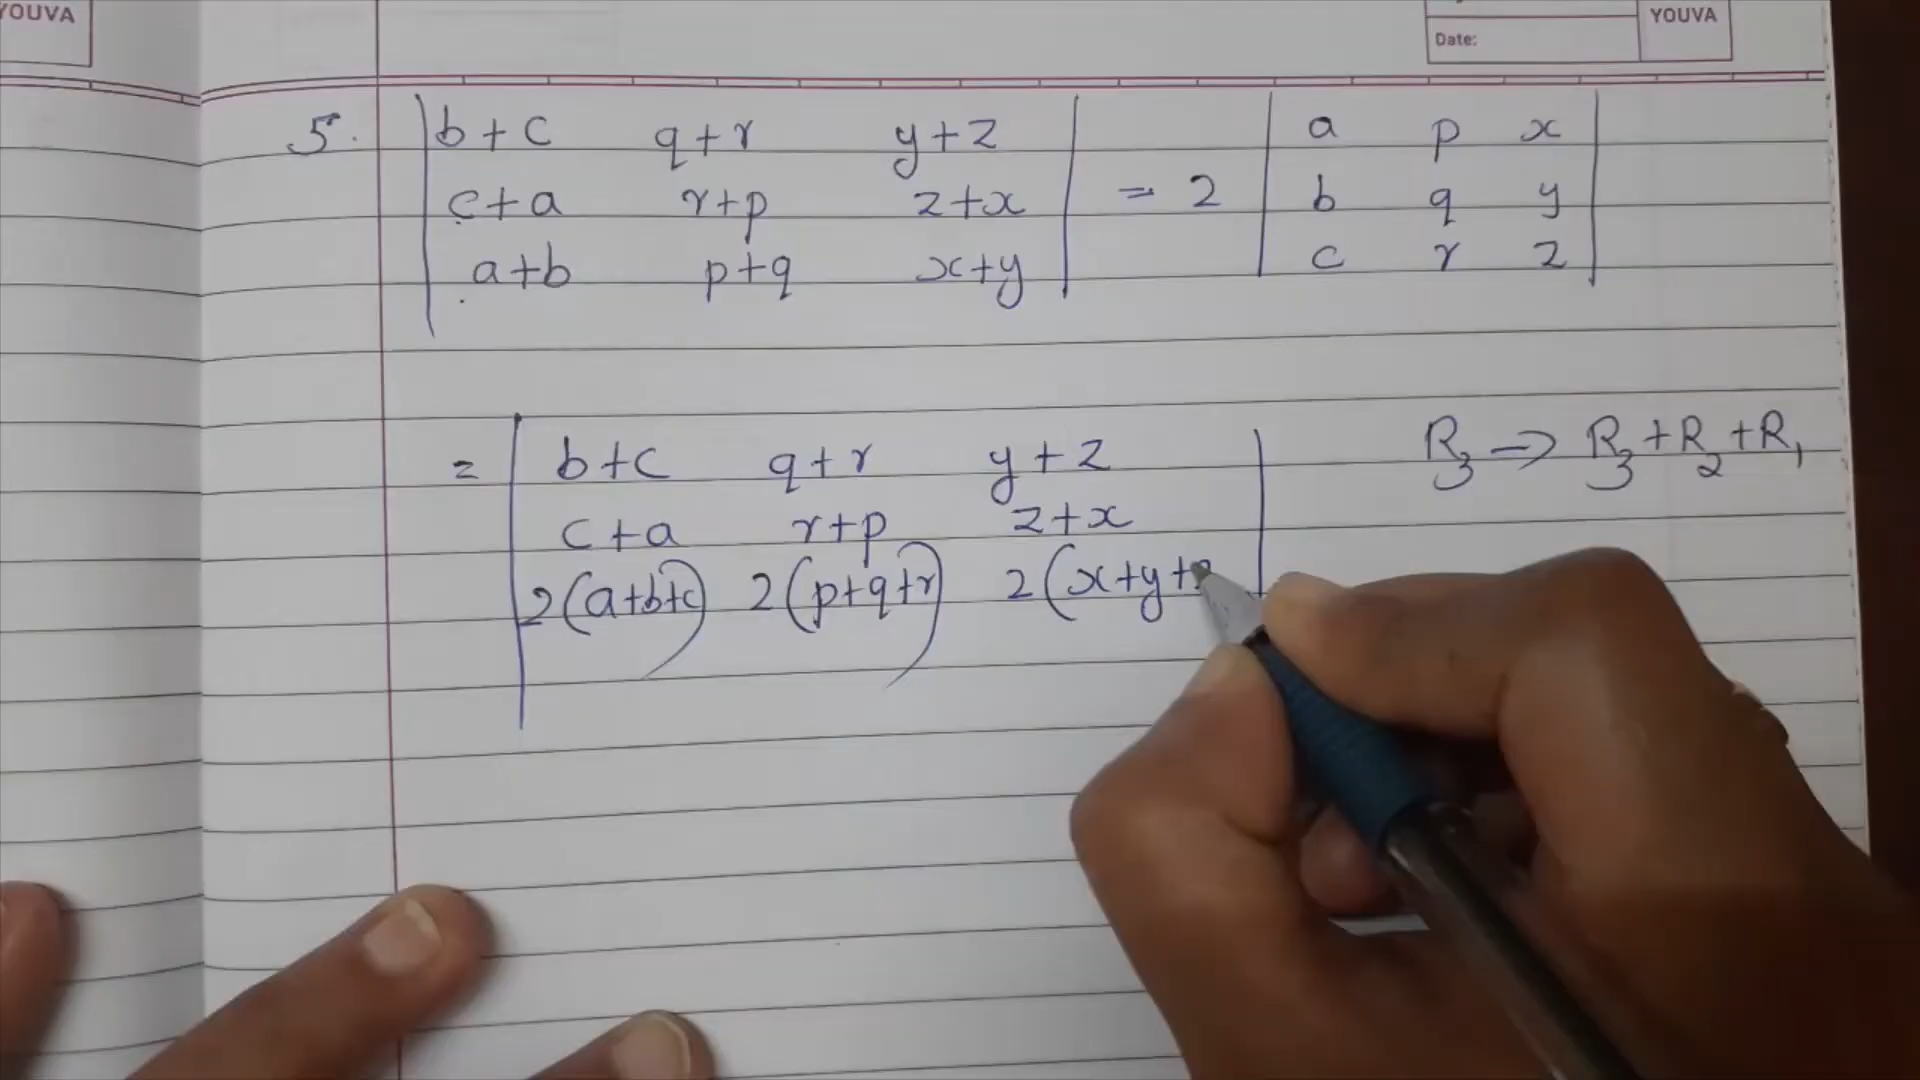 YOUVA
YOUVA
Date:
5. | b+c q+r y+z | = 2 | a p x |
| c+a r+p z+x | | b q y |
| a+b p+q x+y | | c r z |
= | b+c q+r y+z | R₃ → R₃+R₂+R₁
| c+a r+p z+x |
| 2(a+b+c) 2(p+q+r) 2(x+y+